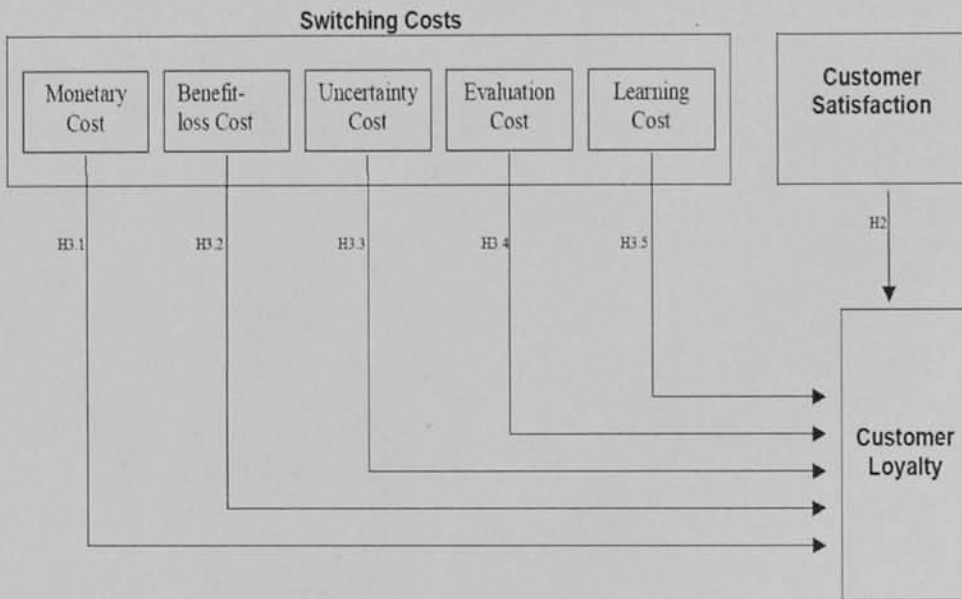 Switching Costs
Monetary
Cost
Benefit-
loss Cost
Uncertainty
Cost
Evaluation
Cost
Learning
Cost
Customer
Satisfaction
H3.1
H3.2
H3.3
H3.4
H3.5
H2
Customer
Loyalty